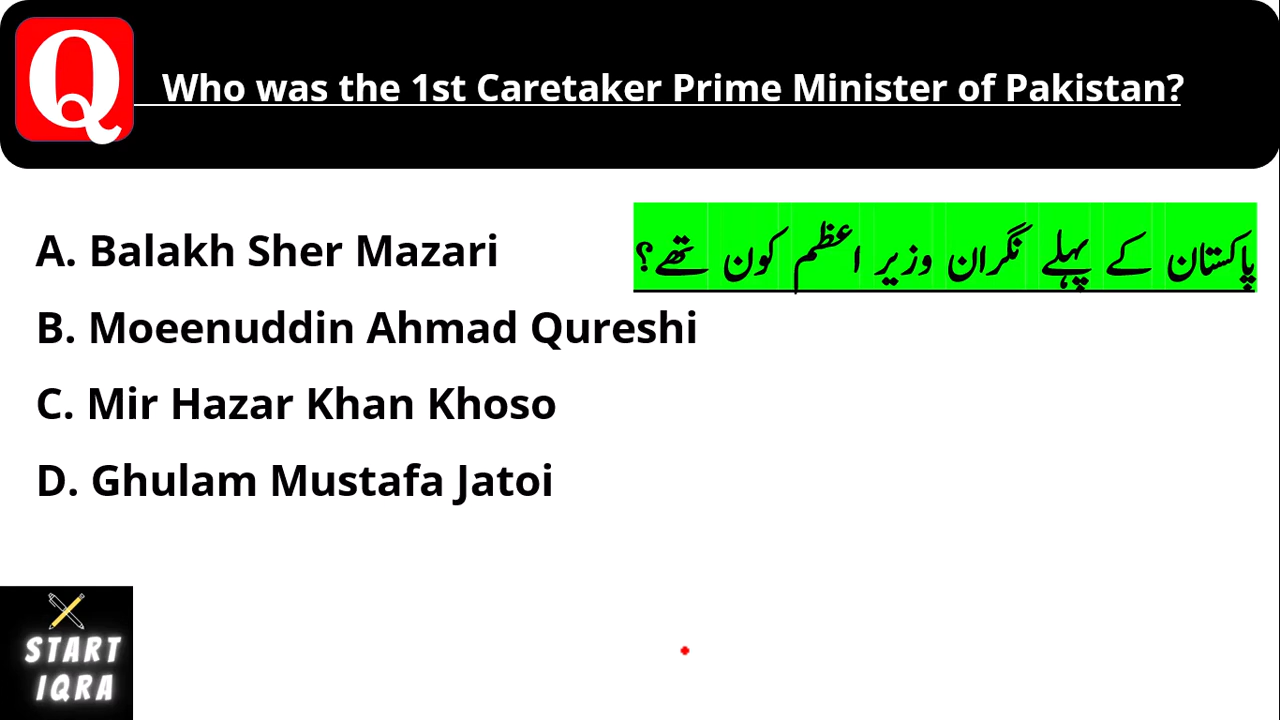 Q
Who was the 1st Caretaker Prime Minister of Pakistan?
پاکستان کے پہلے نگران وزیر اعظم کون تھے؟
A. Balakh Sher Mazari
B. Moeenuddin Ahmad Qureshi
C. Mir Hazar Khan Khoso
D. Ghulam Mustafa Jatoi
START
IQRA